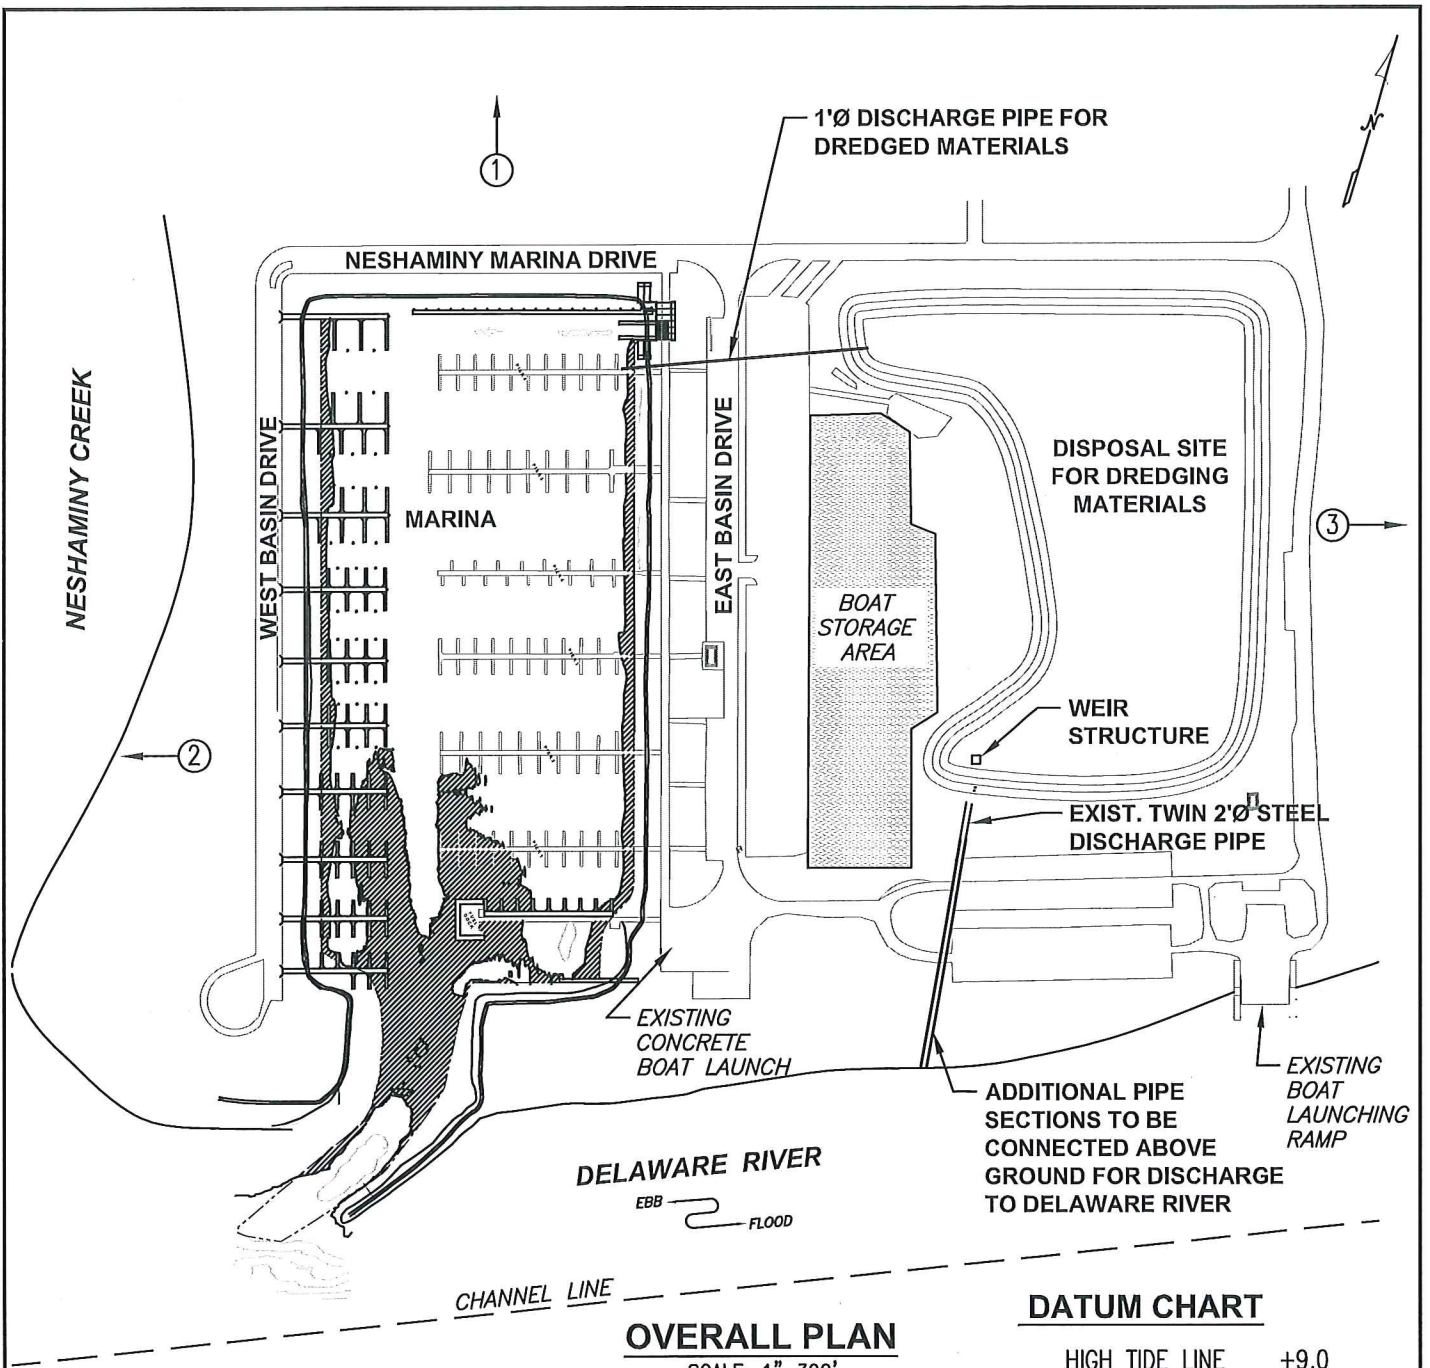 N
1
1'Ø DISCHARGE PIPE FOR
DREDGED MATERIALS
NESHAMINY MARINA DRIVE
NESHAMINY CREEK
WEST BASIN DRIVE
MARINA
EAST BASIN DRIVE
DISPOSAL SITE
FOR DREDGING
MATERIALS
3
BOAT
STORAGE
AREA
WEIR
STRUCTURE
2
EXIST. TWIN 2'Ø STEEL
DISCHARGE PIPE
EXISTING
CONCRETE
BOAT LAUNCH
EXISTING
BOAT
LAUNCHING
RAMP
ADDITIONAL PIPE
SECTIONS TO BE
CONNECTED ABOVE
GROUND FOR DISCHARGE
TO DELAWARE RIVER
DELAWARE RIVER
EBB
FLOOD
CHANNEL LINE
OVERALL PLAN
DATUM CHART
HIGH TIDE LINE +9.0